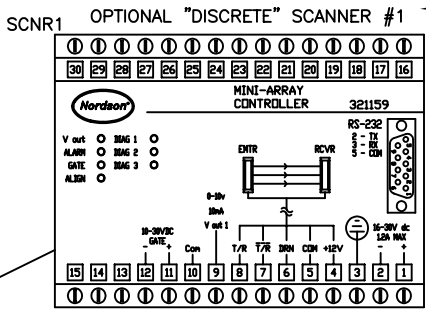 SCNR1 OPTIONAL "DISCRETE" SCANNER #1
30 29 28 27 26 25 24 23 22 21 20 19 18 17 16
Nordson
MINI-ARRAY
CONTROLLER 321159
RS-232
2 - TX
3 - RX
5 - COM
V out DIAG 1
ALARM DIAG 2
GATE DIAG 3
ALIGN
EMTR RCVR
0-10v
10mA
V out 1
10-30VDC
GATE
- +
Com
T/R T/R DRN COM +12V
16-30V dc
1.2A MAX
- +
15 14 13 12 11 10 9 8 7 6 5 4 3 2 1